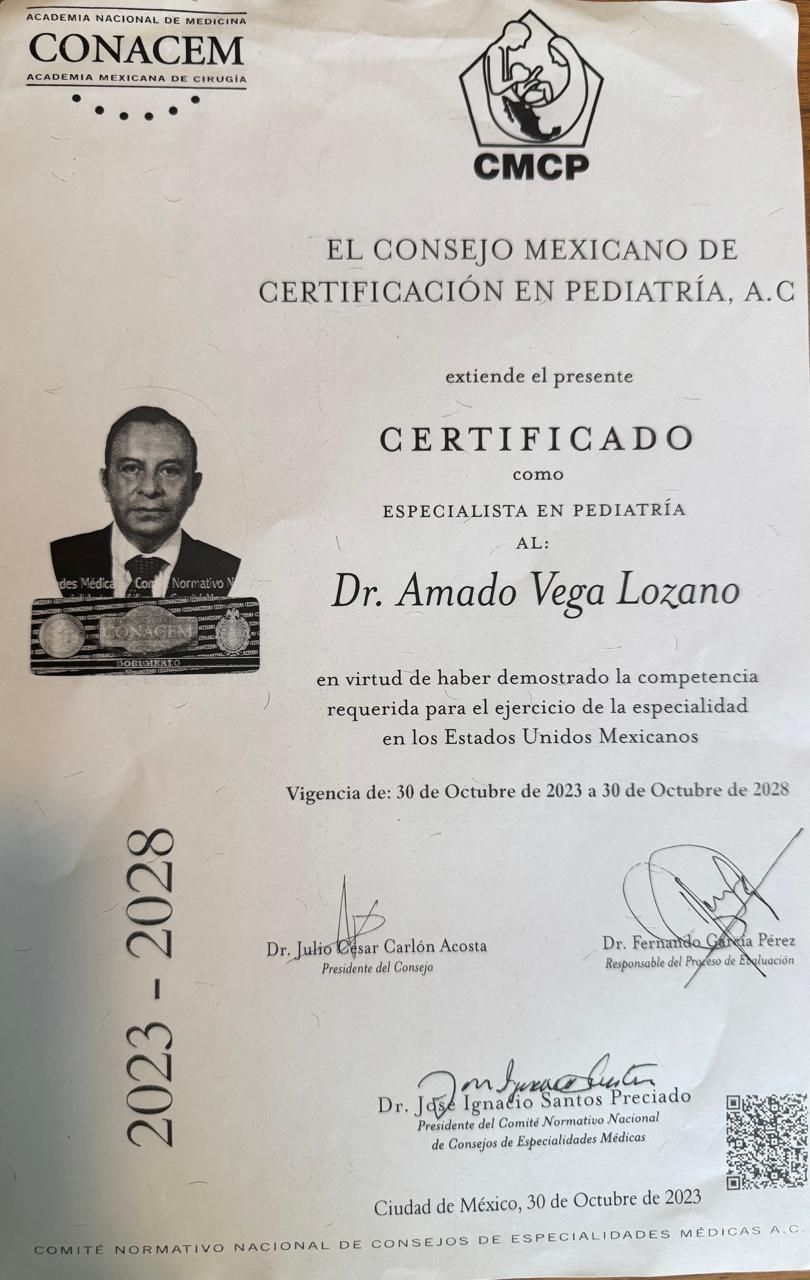 ACADEMIA NACIONAL DE MEDICINA
CONACEM
ACADEMIA MEXICANA DE CIRUGÍA
CMCP
EL CONSEJO MEXICANO DE
CERTIFICACIÓN EN PEDIATRÍA, A.C
extiende el presente
CERTIFICADO
como
ESPECIALISTA EN PEDIATRÍA
AL:
Dr. Amado Vega Lozano
des Médica Com Normativo N
CONACEM
DOCUMENTO
en virtud de haber demostrado la competencia
requerida para el ejercicio de la especialidad
en los Estados Unidos Mexicanos
Vigencia de: 30 de Octubre de 2023 a 30 de Octubre de 2028
2023 - 2028
Dr. Julio César Carlón Acosta
Presidente del Consejo
Dr. Fernando García Pérez
Responsable del Proceso de Evaluación
Dr. José Ignacio Santos Preciado
Presidente del Comité Normativo Nacional
de Consejos de Especialidades Médicas
Ciudad de México, 30 de Octubre de 2023
COMITÉ NORMATIVO NACIONAL DE CONSEJOS DE ESPECIALIDADES MÉDICAS A.C.